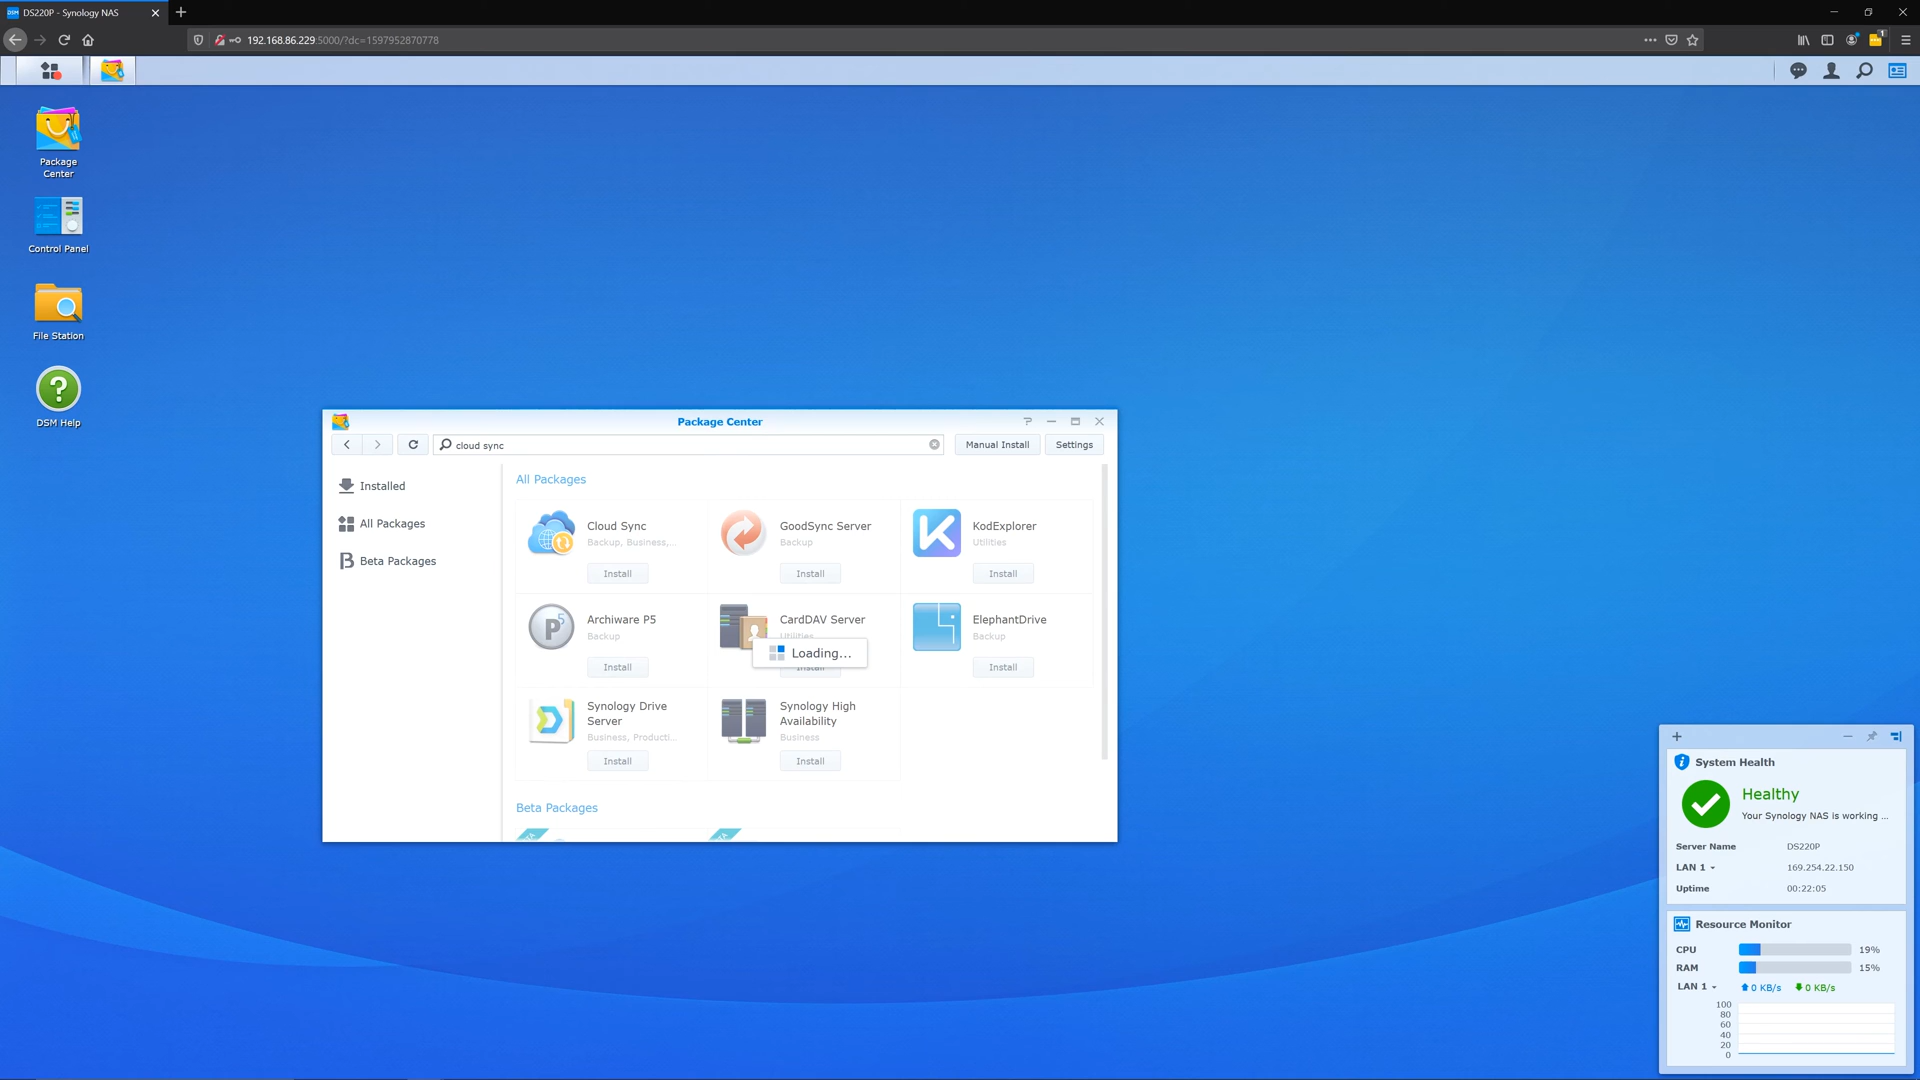 DSM DS220P - Synology NAS
192.168.86.229:5000/?dc=1597952870778
1
Package
Center
Control Panel
File Station
?
DSM Help
Package Center
cloud sync
Manual Install
Settings
Installed
All Packages
Beta Packages
All Packages
Cloud Sync
Backup, Business,...
Install
GoodSync Server
Backup
Install
KodExplorer
Utilities
Install
Archiware P5
Backup
Install
CardDAV Server
Utilities
Loading...
Install
ElephantDrive
Backup
Install
Synology Drive
Server
Business, Producti...
Install
Synology High
Availability
Business
Install
Beta Packages
System Health
Healthy
Your Synology NAS is working ...
Server Name DS220P
LAN 1 169.254.22.150
Uptime 00:22:05
Resource Monitor
CPU 19%
RAM 15%
LAN 1 0 KB/s 0 KB/s
100
80
60
40
20
0